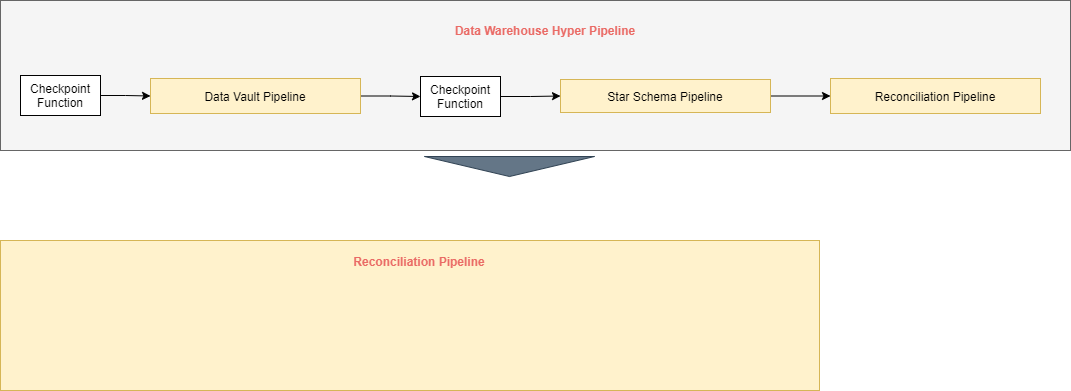 Data Warehouse Hyper Pipeline
Checkpoint
Function
Data Vault Pipeline
Checkpoint
Function
Star Schema Pipeline
Reconciliation Pipeline
Reconciliation Pipeline